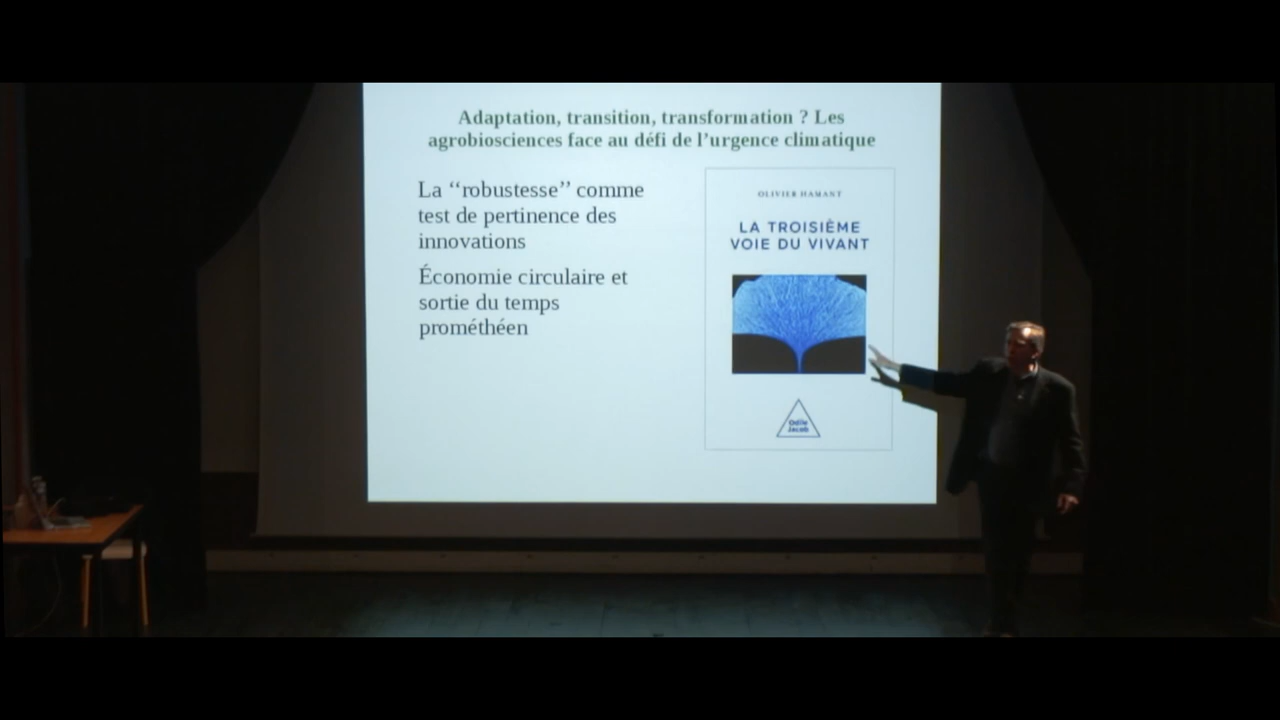 Adaptation, transition, transformation ? Les
agrobiosciences face au défi de l’urgence climatique
La ‘‘robustesse’’ comme
test de pertinence des
innovations
Économie circulaire et
sortie du temps
prométhéen
OLIVIER HAMANT
LA TROISIÈME
VOIE DU VIVANT
Odile
Jacob